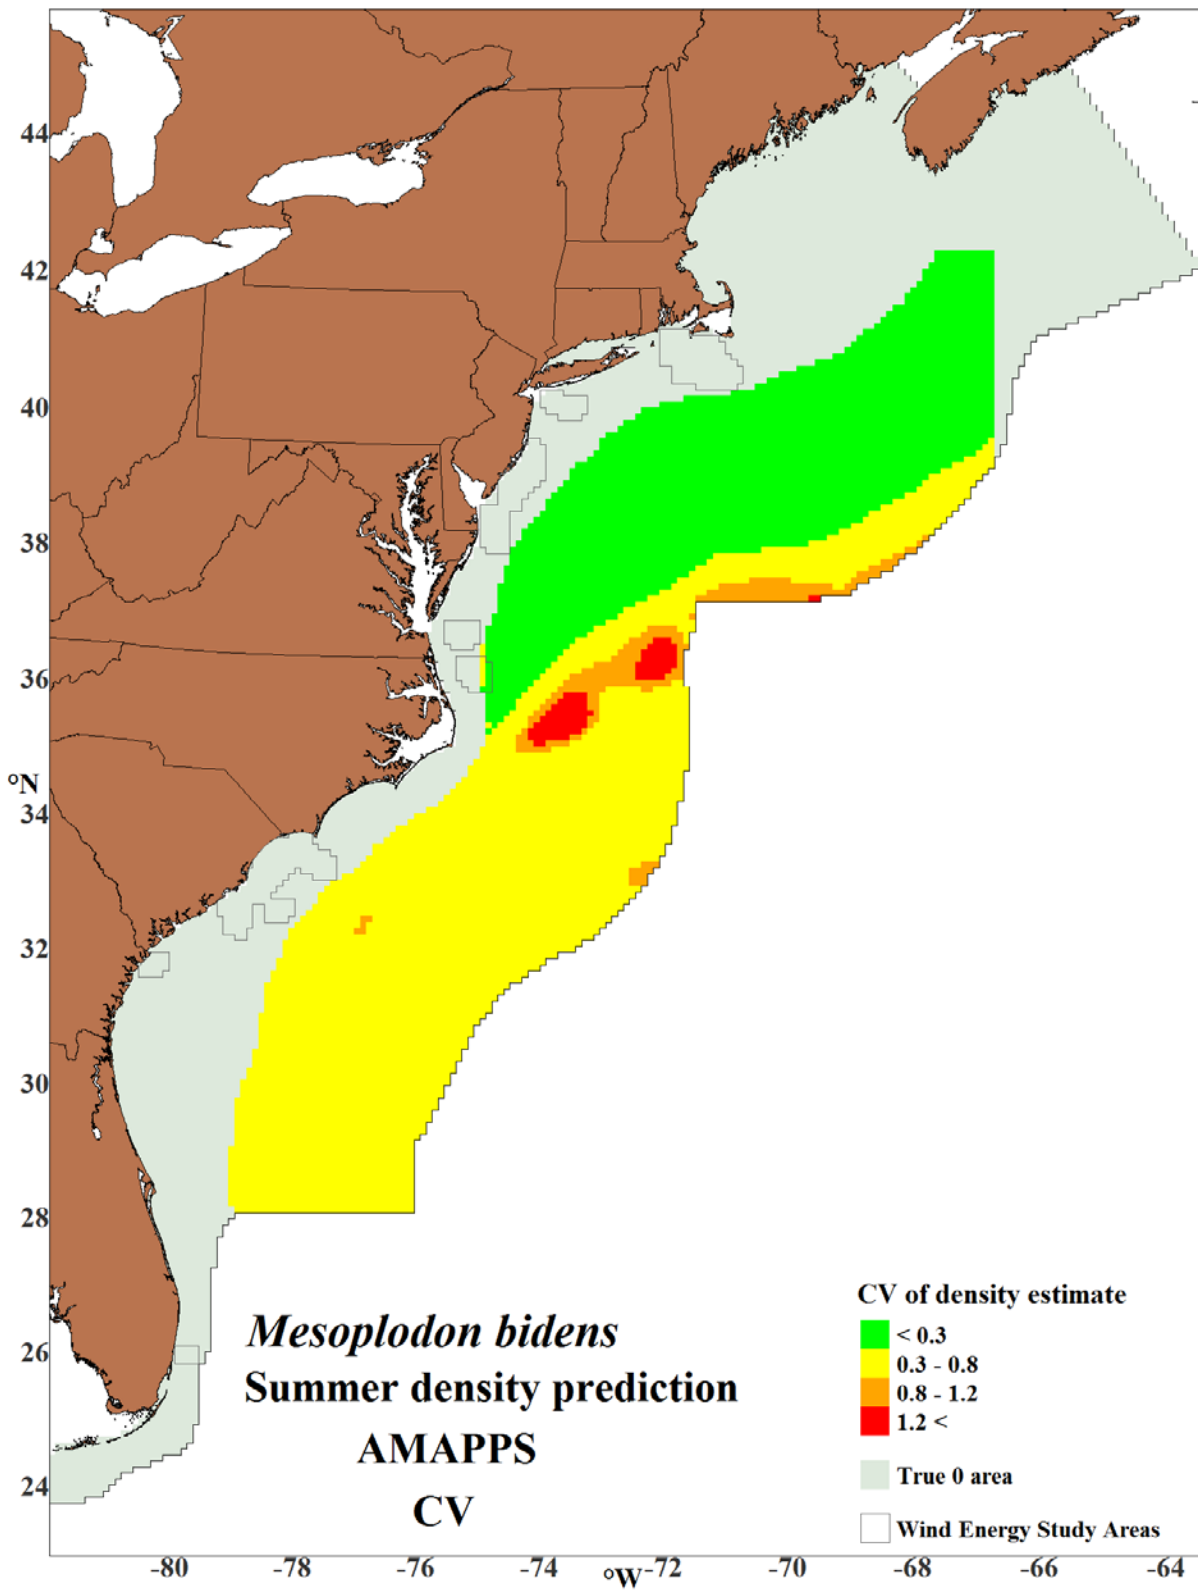 44
42
40
38
36
°N
34
32
30
28
26
24
Mesoplodon bidens
Summer density prediction
AMAPPS
CV
CV of density estimate
< 0.3
0.3 - 0.8
0.8 - 1.2
1.2 <
True 0 area
Wind Energy Study Areas
-80 -78 -76 -74 °W -72 -70 -68 -66 -64